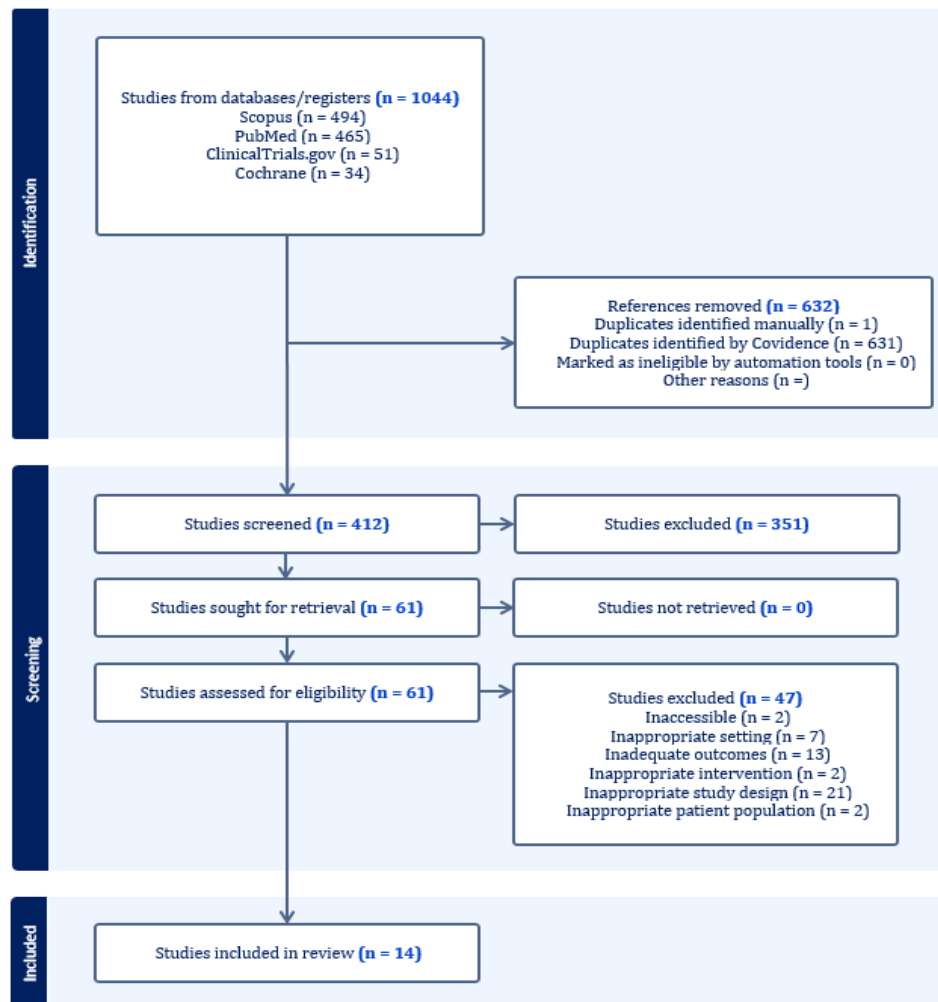 Identification
Studies from databases/registers (n = 1044)
Scopus (n = 494)
PubMed (n = 465)
ClinicalTrials.gov (n = 51)
Cochrane (n = 34)
References removed (n = 632)
Duplicates identified manually (n = 1)
Duplicates identified by Covidence (n = 631)
Marked as ineligible by automation tools (n = 0)
Other reasons (n =)
Screening
Studies screened (n = 412)
Studies excluded (n = 351)
Studies sought for retrieval (n = 61)
Studies not retrieved (n = 0)
Studies assessed for eligibility (n = 61)
Studies excluded (n = 47)
Inaccessible (n = 2)
Inappropriate setting (n = 7)
Inadequate outcomes (n = 13)
Inappropriate intervention (n = 2)
Inappropriate study design (n = 21)
Inappropriate patient population (n = 2)
Included
Studies included in review (n = 14)